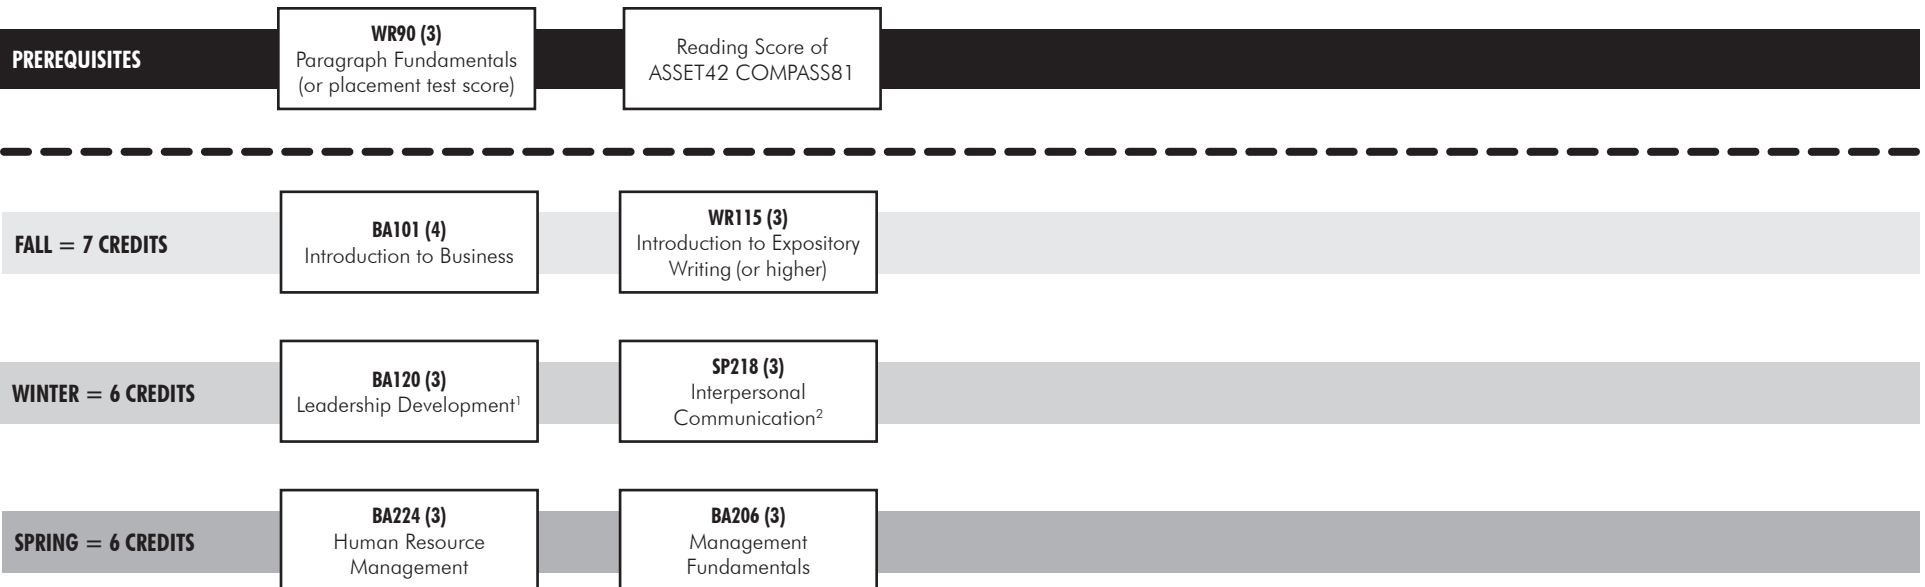 PREREQUISITES
WR90 (3)
Paragraph Fundamentals
(or placement test score)
Reading Score of
ASSET42 COMPASS81
FALL = 7 CREDITS
BA101 (4)
Introduction to Business
WR115 (3)
Introduction to Expository
Writing (or higher)
WINTER = 6 CREDITS
BA120 (3)
Leadership Development¹
SP218 (3)
Interpersonal
Communication²
SPRING = 6 CREDITS
BA224 (3)
Human Resource
Management
BA206 (3)
Management
Fundamentals